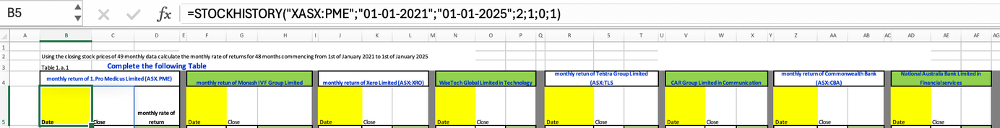 B5
fx
=STOCKHISTORY("XASX:PME";"01-01-2021";"01-01-2025";2;1;0;1)
A B C D E F G H I J K L M N O P Q R S T U V W X Y Z AA AB AC AD AE AF AG
1
2 Using the closing stock prices of 49 monthly data calculate the monthly rate of returns for 48 months commencing from 1st of January 2021 to 1st of January 2025
3 Table 1.a.1 Complete the following Table
4
monthly return of 1.Pro Medicus Limited (ASX.PME)
monthly retun of Monash IVF Group Limited
monthly return of Xero Limited (ASX:XRO)
WiseTech Global Limited in Technology
monthly retun of Telstra Group Limited
(ASX:TLS
CAR Group Limited in Communication
monthly return of Commonwealth Bank
(ASX:CBA)
National Australia Bank Limited in
Financial services
5
Date Close
monthly rate of
return
Date Close
Date Close
Date Close
Date Close
Date Close
Date Close
Date Close